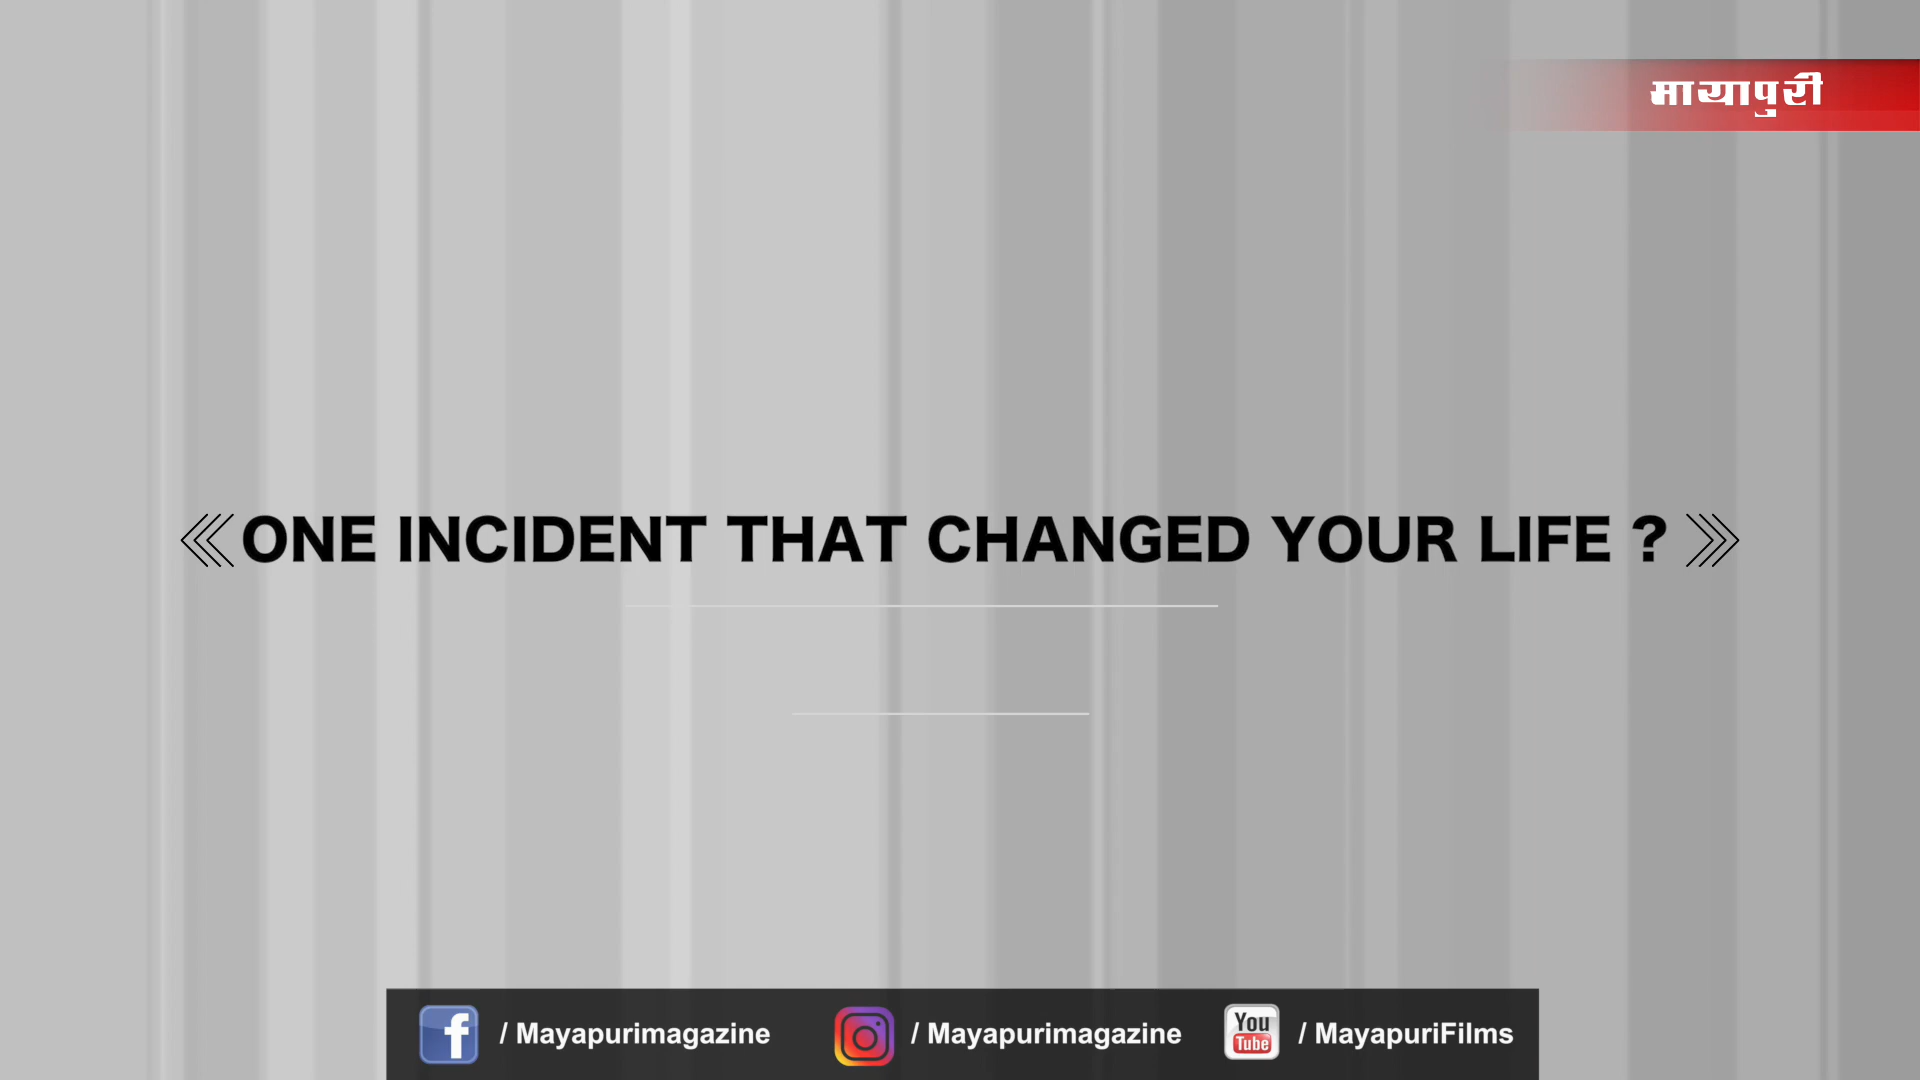 मायापुरी
ONE INCIDENT THAT CHANGED YOUR LIFE ?
/ Mayapurimagazine / Mayapurimagazine You Tube / MayapuriFilms